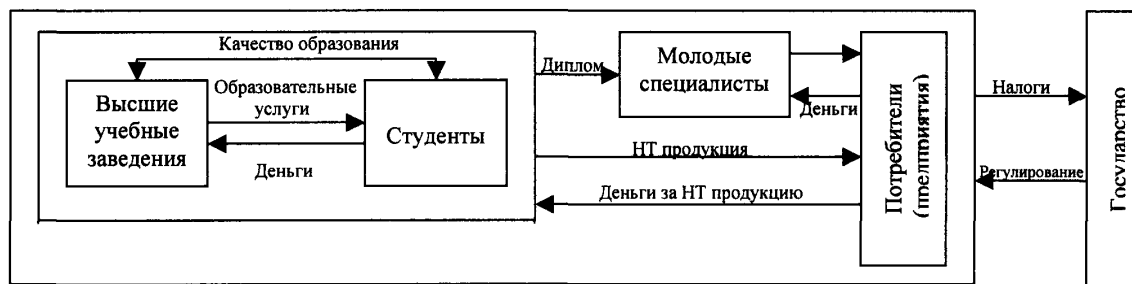 Качество образования
Высшие
учебные
заведения
Образовательные
услуги
Деньги
Студенты
Диплом
Молодые
специалисты
Деньги
НТ продукция
Деньги за НТ продукцию
Потребители
(предприятия)
Налоги
Регулирование
Государство